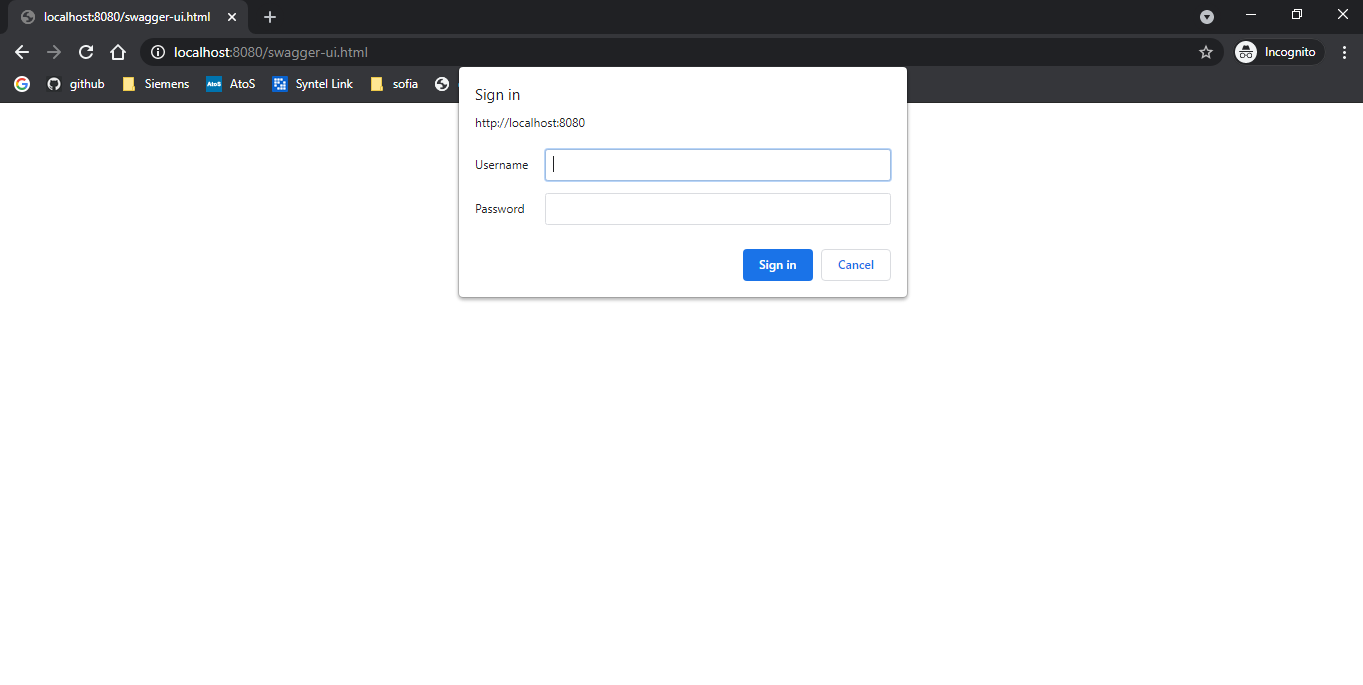 localhost:8080/swagger-ui.html
localhost:8080/swagger-ui.html
Incognito
github
Siemens
AtoS
AtoS
Syntel Link
sofia
Sign in
http://localhost:8080
Username
Password
Sign in
Cancel